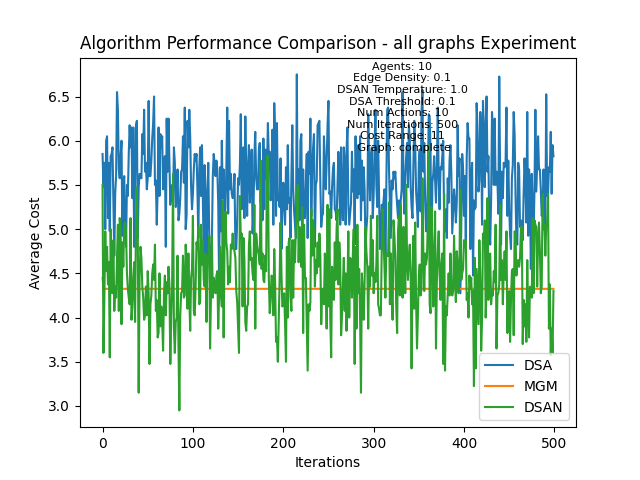 Algorithm Performance Comparison - all graphs Experiment
Agents: 10
Edge Density: 0.1
DSAN Temperature: 1.0
DSA Threshold: 0.1
Num Actions: 10
Num Iterations: 500
Cost Range: 11
Graph: complete
6.5
6.0
5.5
5.0
4.5
4.0
3.5
3.0
Average Cost
DSA
MGM
DSAN
0
100
200
300
400
500
Iterations